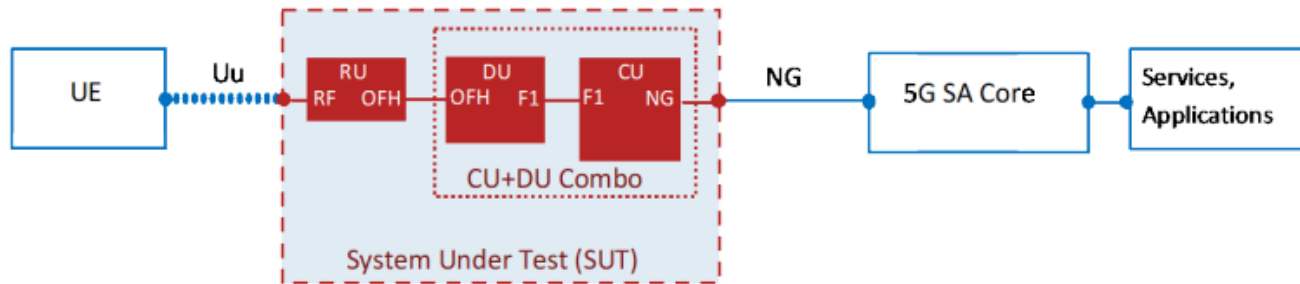 UE
Uu
RU
RF OFH
DU
OFH F1
CU
F1 NG
CU+DU Combo
System Under Test (SUT)
NG
5G SA Core
Services,
Applications